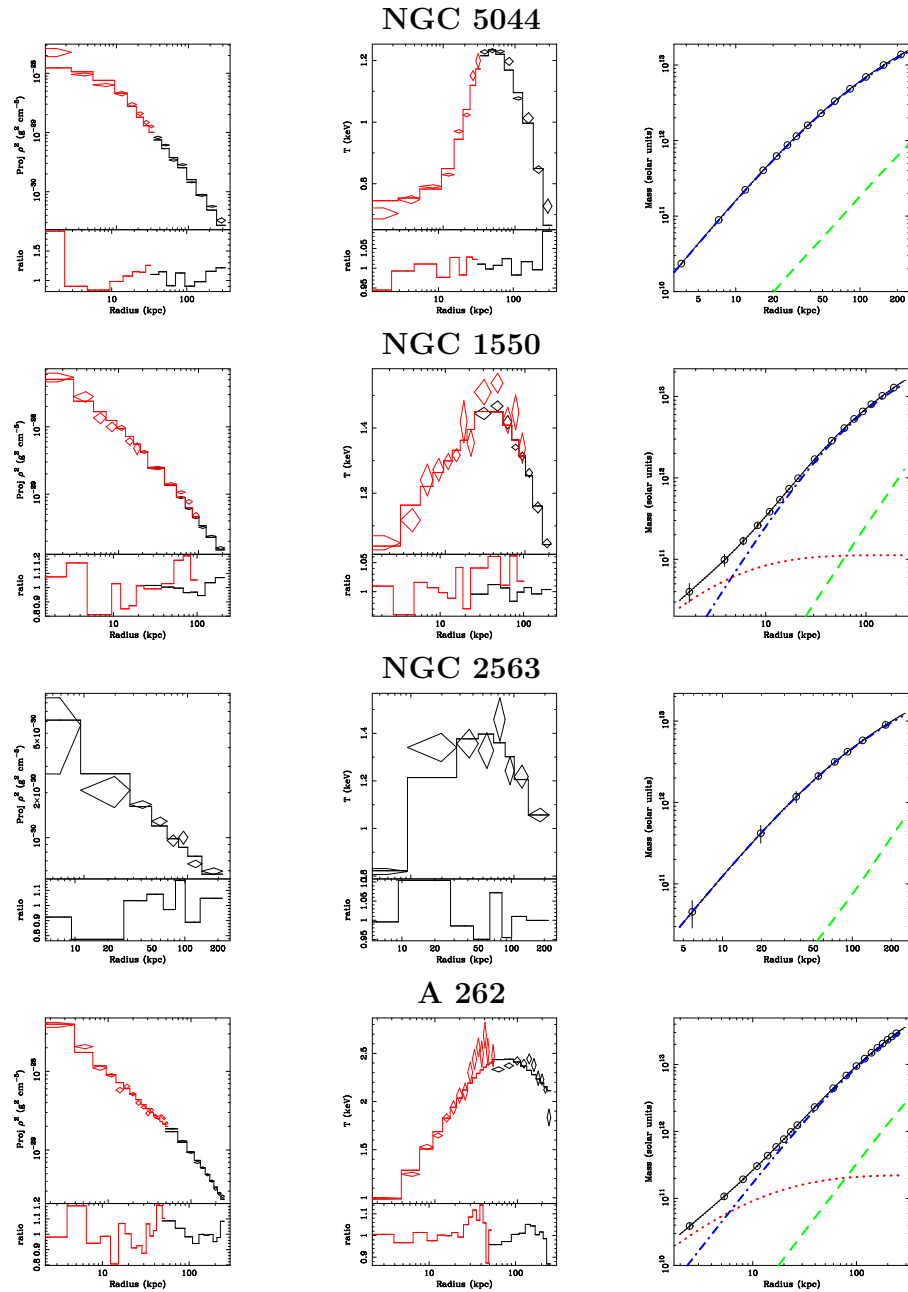 NGC 5044
Proj ρ² (g² cm⁻⁵)
10⁻²⁸
10⁻²⁹
10⁻³⁰
ratio
1.5
1
10 100
Radius (kpc)
T (keV)
1.2
1
0.8
ratio
1.05
1
0.95
10 100
Radius (kpc)
Mass (solar units)
10¹³
10¹²
10¹¹
10¹⁰
5 10 20 50 100 200
Radius (kpc)
NGC 1550
Proj ρ² (g² cm⁻⁵)
10⁻²⁸
10⁻²⁹
ratio
1.2
1.1
1
0.9
0.8
10 100
Radius (kpc)
T (keV)
1.4
1.2
ratio
1.05
1
10 100
Radius (kpc)
Mass (solar units)
10¹³
10¹²
10¹¹
10 100
Radius (kpc)
NGC 2563
Proj ρ² (g² cm⁻⁵)
5×10⁻³⁰
2×10⁻³⁰
10⁻³⁰
ratio
1.1
1
0.9
0.8
10 20 50 100 200
Radius (kpc)
T (keV)
1.4
1.2
1
0.8
ratio
1.05
1
0.95
10 20 50 100 200
Radius (kpc)
Mass (solar units)
10¹³
10¹²
10¹¹
5 10 20 50 100 200
Radius (kpc)
A 262
Proj ρ² (g² cm⁻⁵)
10⁻²⁸
10⁻²⁹
ratio
1.2
1.1
1
0.9
0.8
10 100
Radius (kpc)
T (keV)
2.5
2
1.5
1
ratio
1.1
1
0.9
10 100
Radius (kpc)
Mass (solar units)
10¹³
10¹²
10¹¹
10¹⁰
10 100
Radius (kpc)